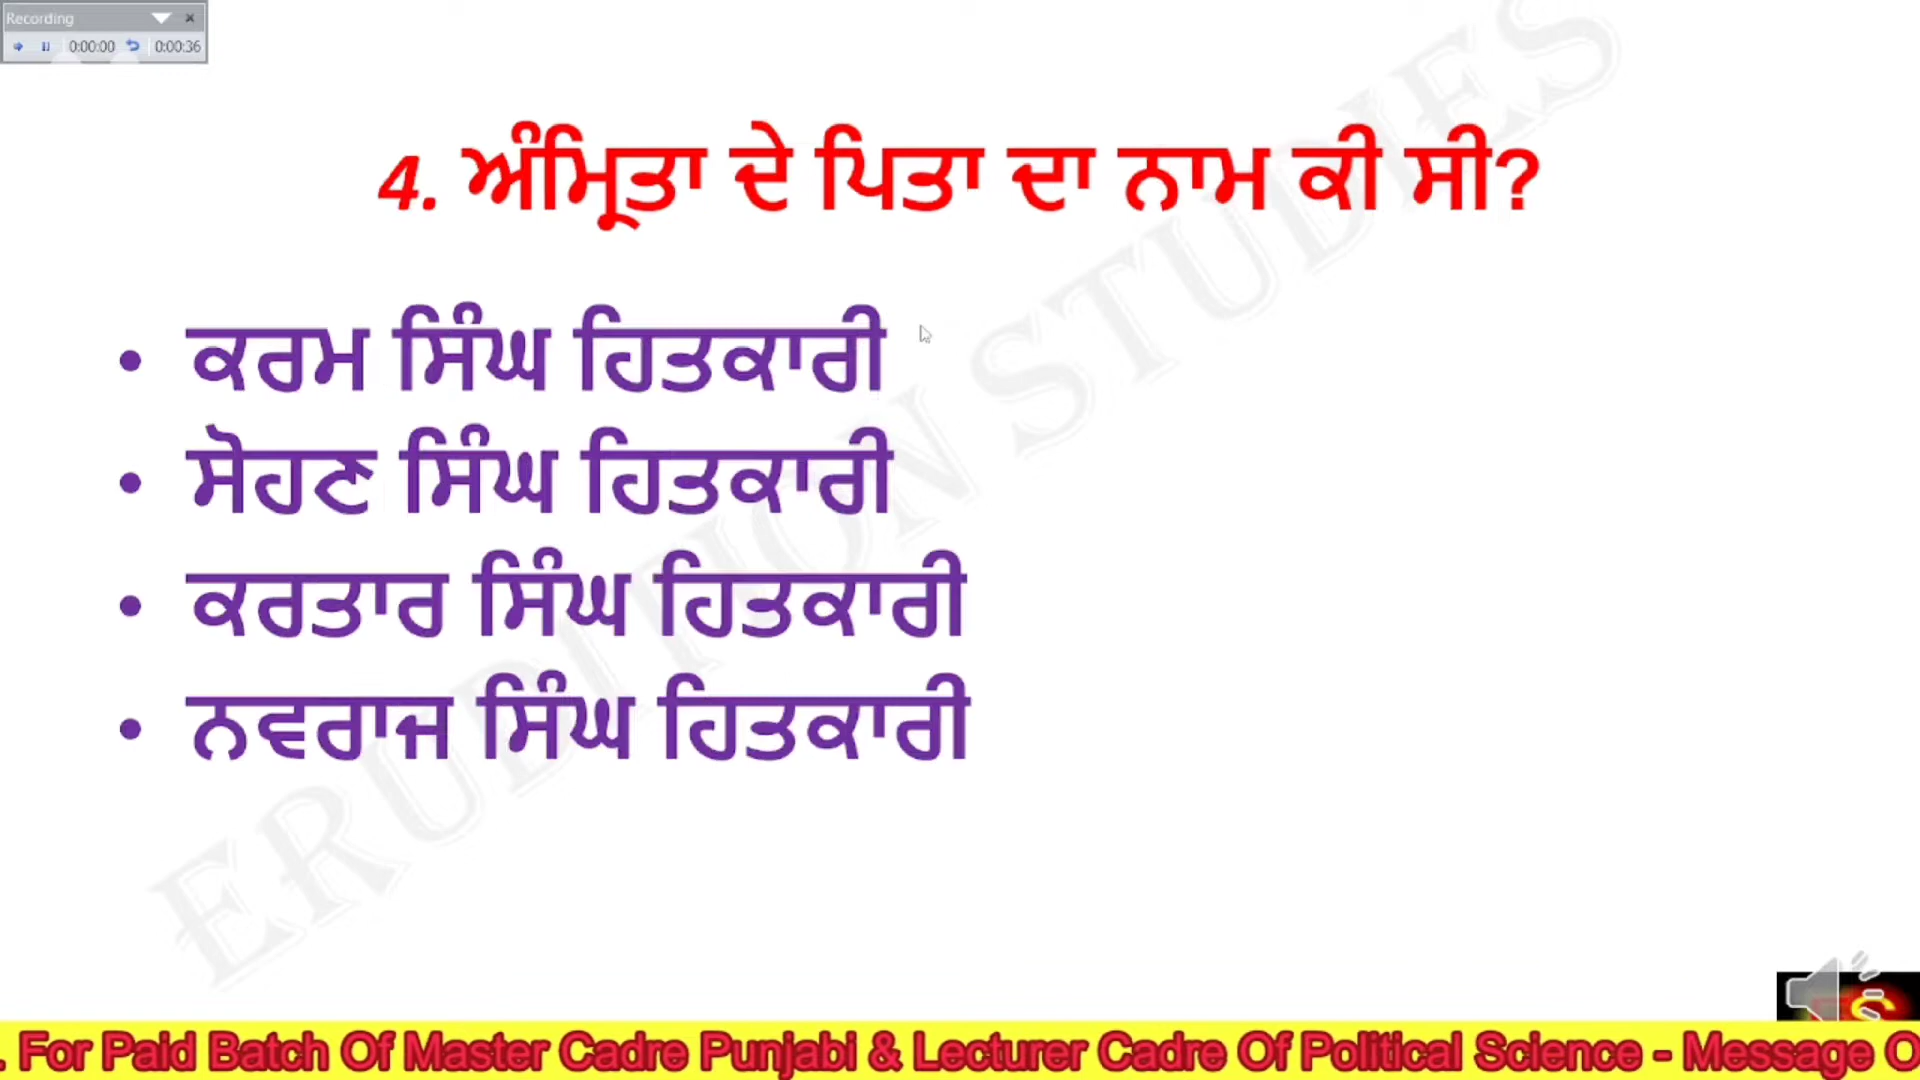 Recording
0:00:00 0:00:36
4. ਅੰਮ੍ਰਿਤਾ ਦੇ ਪਿਤਾ ਦਾ ਨਾਮ ਕੀ ਸੀ?
• ਕਰਮ ਸਿੰਘ ਹਿਤਕਾਰੀ
• ਸੋਹਣ ਸਿੰਘ ਹਿਤਕਾਰੀ
• ਕਰਤਾਰ ਸਿੰਘ ਹਿਤਕਾਰੀ
• ਨਵਰਾਜ ਸਿੰਘ ਹਿਤਕਾਰੀ
ERUDITION STUDIES
. For Paid Batch Of Master Cadre Punjabi & Lecturer Cadre Of Political Science - Message O